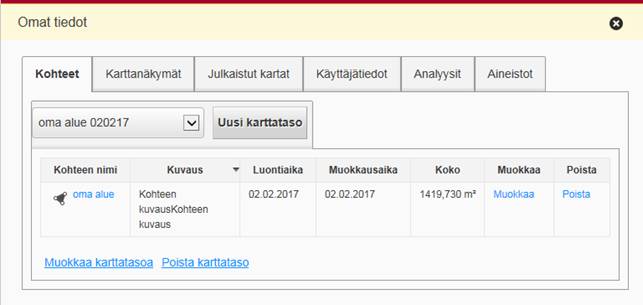 Omat tiedot
Kohteet Karttanäkymät Julkaistut kartat Käyttäjätiedot Analyysit Aineistot
oma alue 020217 Uusi karttataso
Kohteen nimi Kuvaus Luontiaika Muokkausaika Koko Muokkaa Poista
oma alue Kohteen 02.02.2017 02.02.2017 1419,730 m² Muokkaa Poista
kuvausKohteen
kuvaus
Muokkaa karttatasoa Poista karttataso